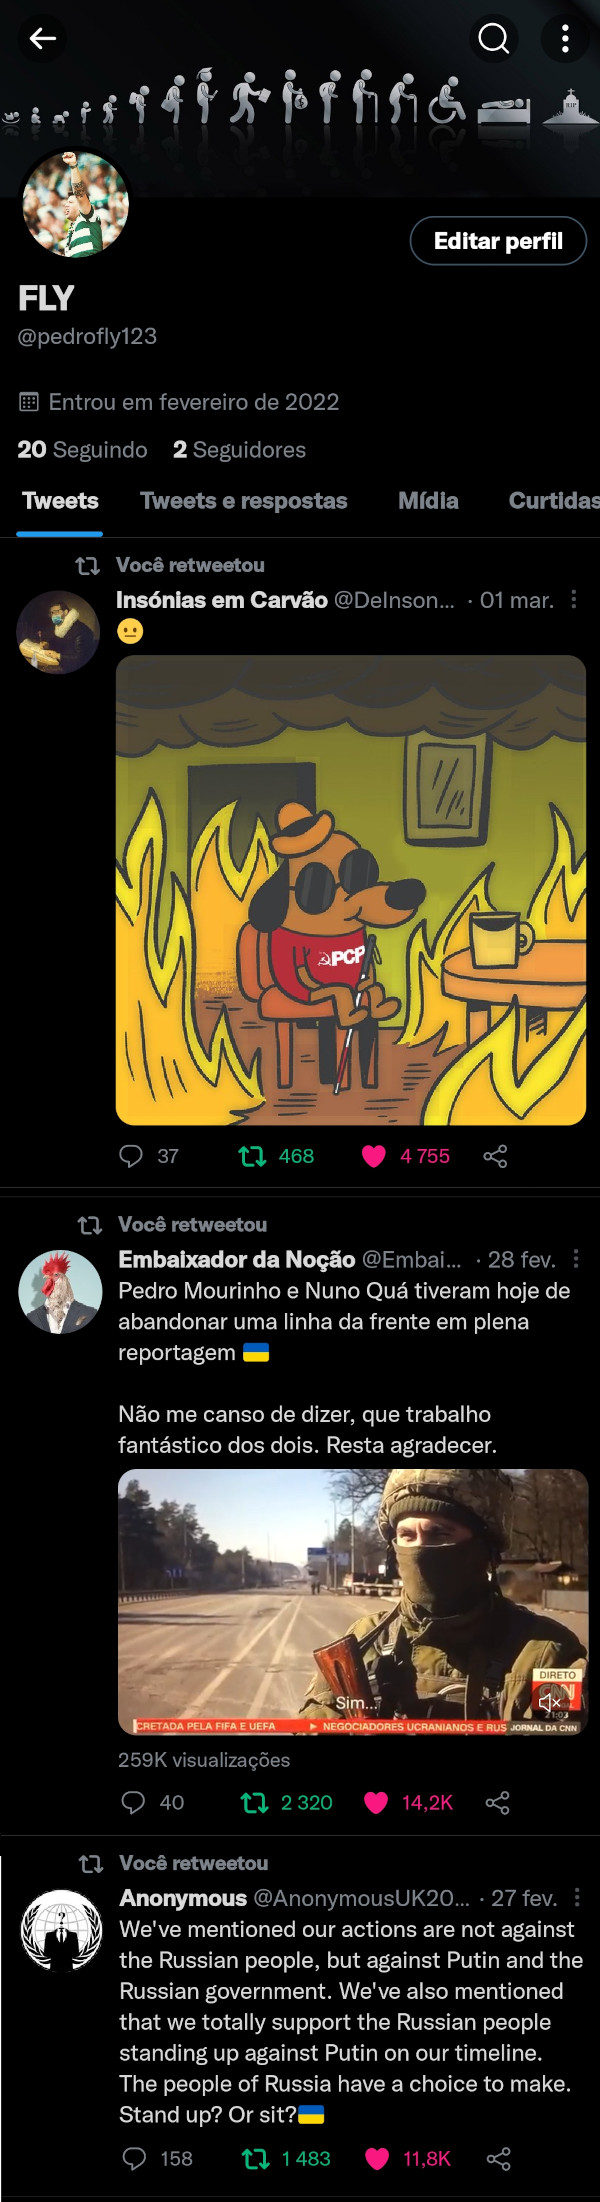 RIP
Editar perfil
FLY
@pedrofly123
Entrou em fevereiro de 2022
20 Seguindo 2 Seguidores
Tweets Tweets e respostas Mídia Curtidas
Você retweetou
Insónias em Carvão @DeInson... · 01 mar.
😐
PCP
37 468 4 755
Você retweetou
Embaixador da Noção @Embai... · 28 fev.
Pedro Mourinho e Nuno Quá tiveram hoje de
abandonar uma linha da frente em plena
reportagem 🇺🇦
Não me canso de dizer, que trabalho
fantástico dos dois. Resta agradecer.
DIRETO
CNN
Sim...
21:03
CRETADA PELA FIFA E UEFA ► NEGOCIADORES UCRANIANOS E RUS JORNAL DA CNN
259K visualizações
40 2 320 14,2K
Você retweetou
Anonymous @AnonymousUK20... · 27 fev.
We've mentioned our actions are not against
the Russian people, but against Putin and the
Russian government. We've also mentioned
that we totally support the Russian people
standing up against Putin on our timeline.
The people of Russia have a choice to make.
Stand up? Or sit?🇺🇦
158 1 483 11,8K